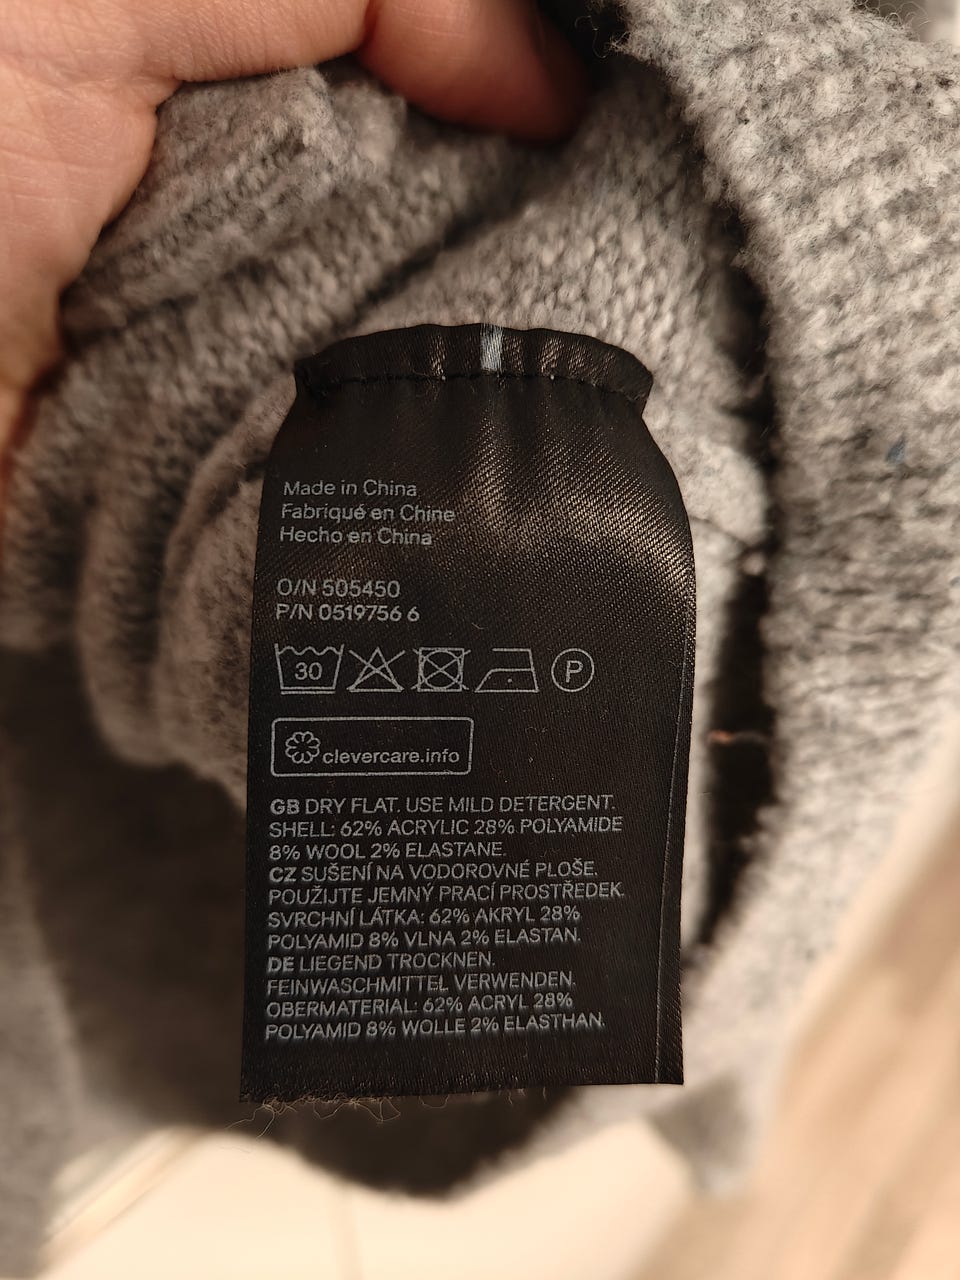 Made in China
Fabriqué en Chine
Hecho en China
O/N 505450
P/N 0519756 6
30 P
clevercare.info
GB DRY FLAT. USE MILD DETERGENT.
SHELL: 62% ACRYLIC 28% POLYAMIDE
8% WOOL 2% ELASTANE.
CZ SUŠENÍ NA VODOROVNÉ PLOŠE.
POUŽIJTE JEMNÝ PRACÍ PROSTŘEDEK.
SVRCHNÍ LÁTKA: 62% AKRYL 28%
POLYAMID 8% VLNA 2% ELASTAN.
DE LIEGEND TROCKNEN.
FEINWASCHMITTEL VERWENDEN.
OBERMATERIAL: 62% ACRYL 28%
POLYAMID 8% WOLLE 2% ELASTHAN.